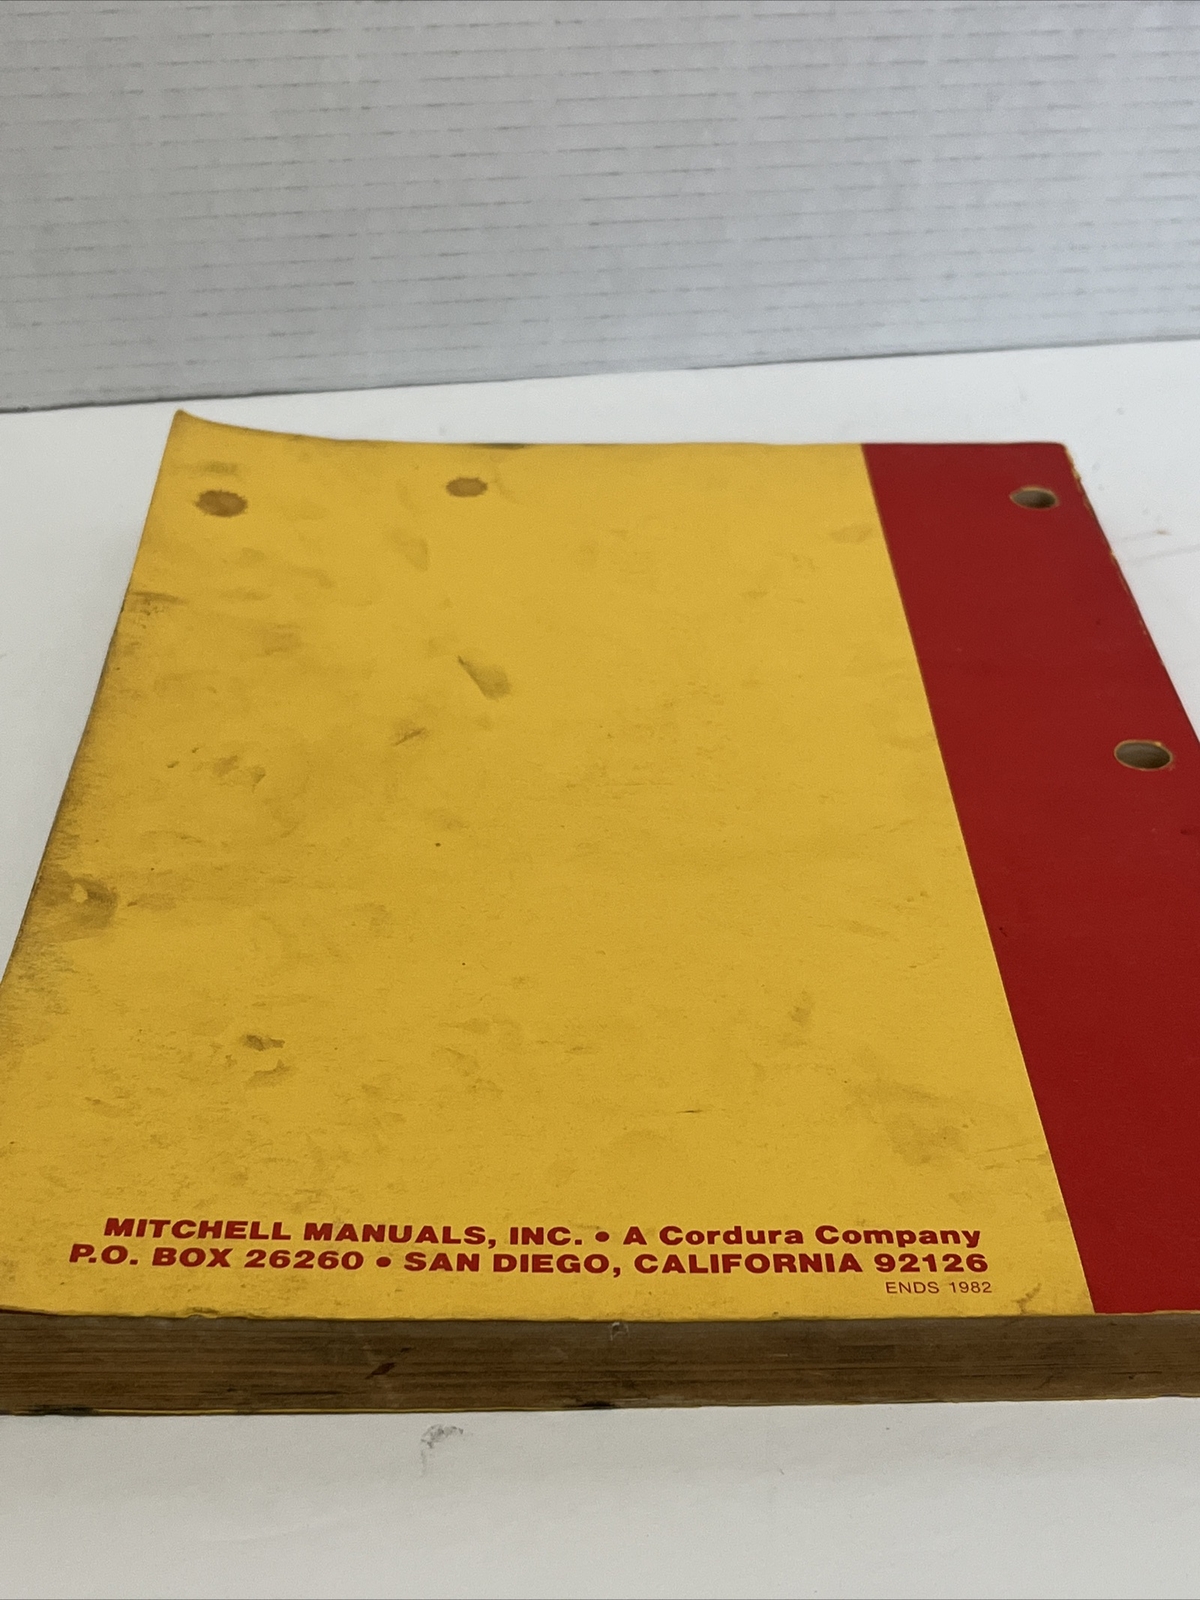 MITCHELL MANUALS, INC. • A Cordura Company
P.O. BOX 26260 • SAN DIEGO, CALIFORNIA 92126
ENDS 1982